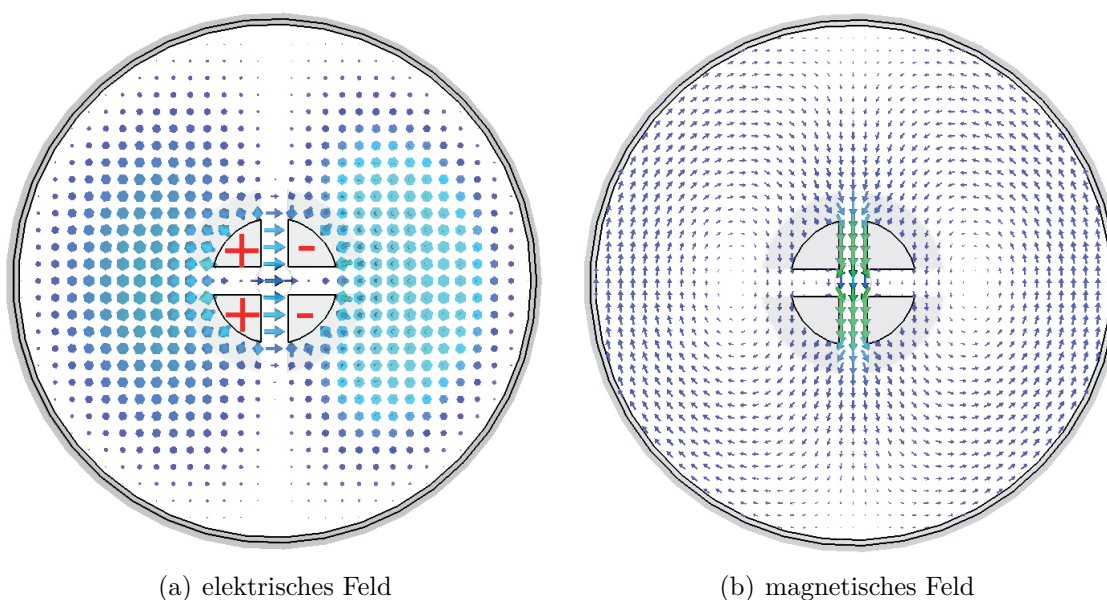 + -
+ -
(a) elektrisches Feld
(b) magnetisches Feld